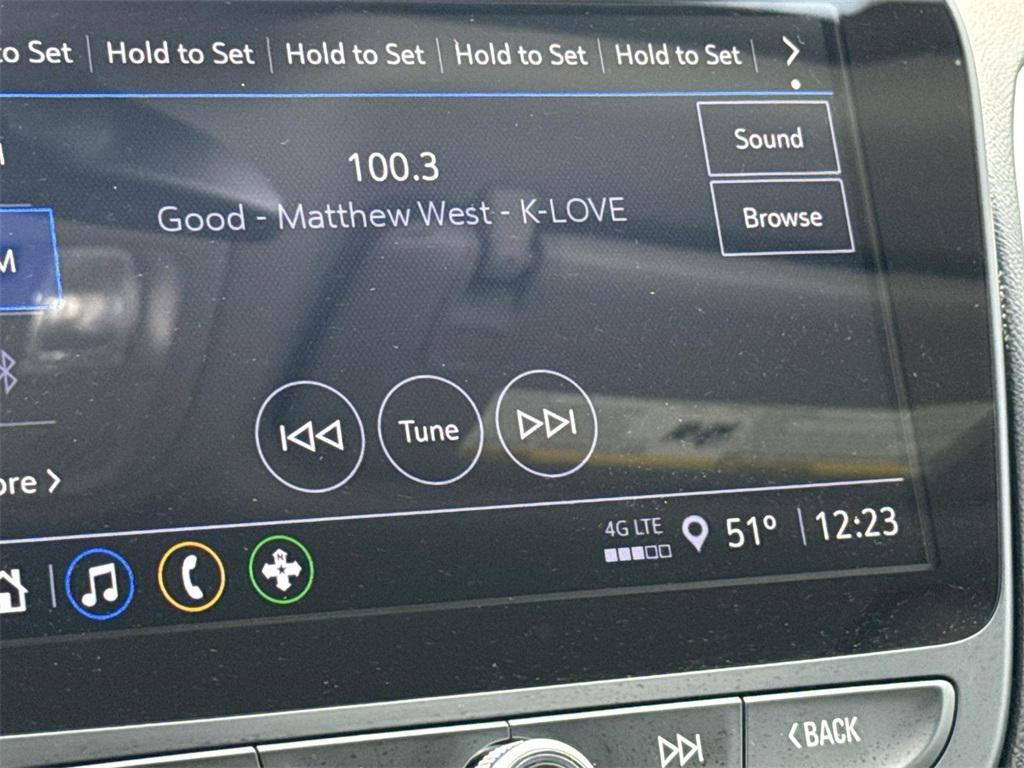 to Set | Hold to Set | Hold to Set | Hold to Set | Hold to Set |
Sound
100.3
Good - Matthew West - K-LOVE
Browse
M
Tune
ore >
4G LTE
51° | 12:23
N
<BACK